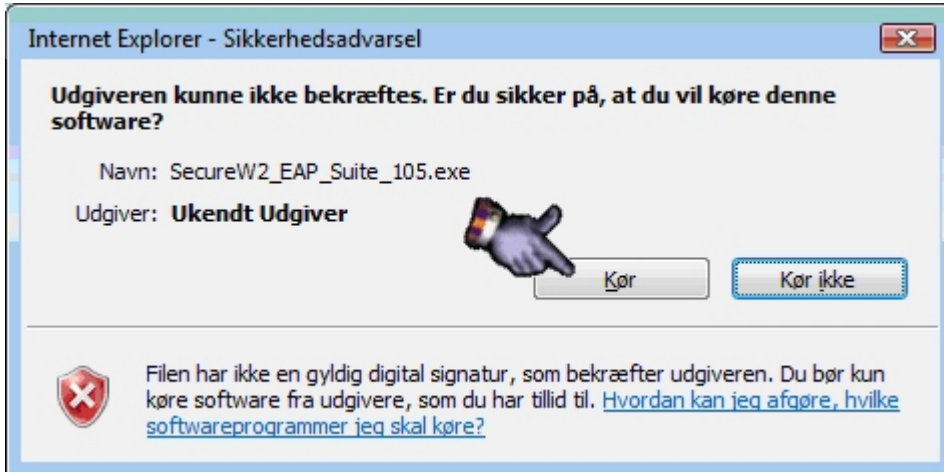 Internet Explorer - Sikkerhedsadvarsel
Udgiveren kunne ikke bekræftes. Er du sikker på, at du vil køre denne
software?
Navn: SecureW2_EAP_Suite_105.exe
Udgiver: Ukendt Udgiver
Kør Kør ikke
Filen har ikke en gyldig digital signatur, som bekræfter udgiveren. Du bør kun
køre software fra udgivere, som du har tillid til. Hvordan kan jeg afgøre, hvilke
softwareprogrammer jeg skal køre?